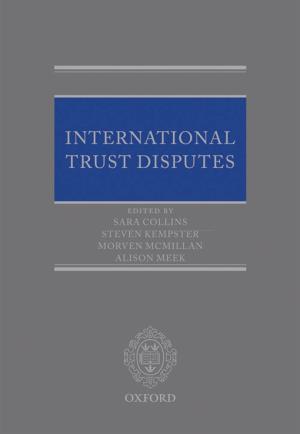 INTERNATIONAL
TRUST DISPUTES
EDITED BY
SARA COLLINS
STEVEN KEMPSTER
MORVEN MCMILLAN
ALISON MEEK
OXFORD